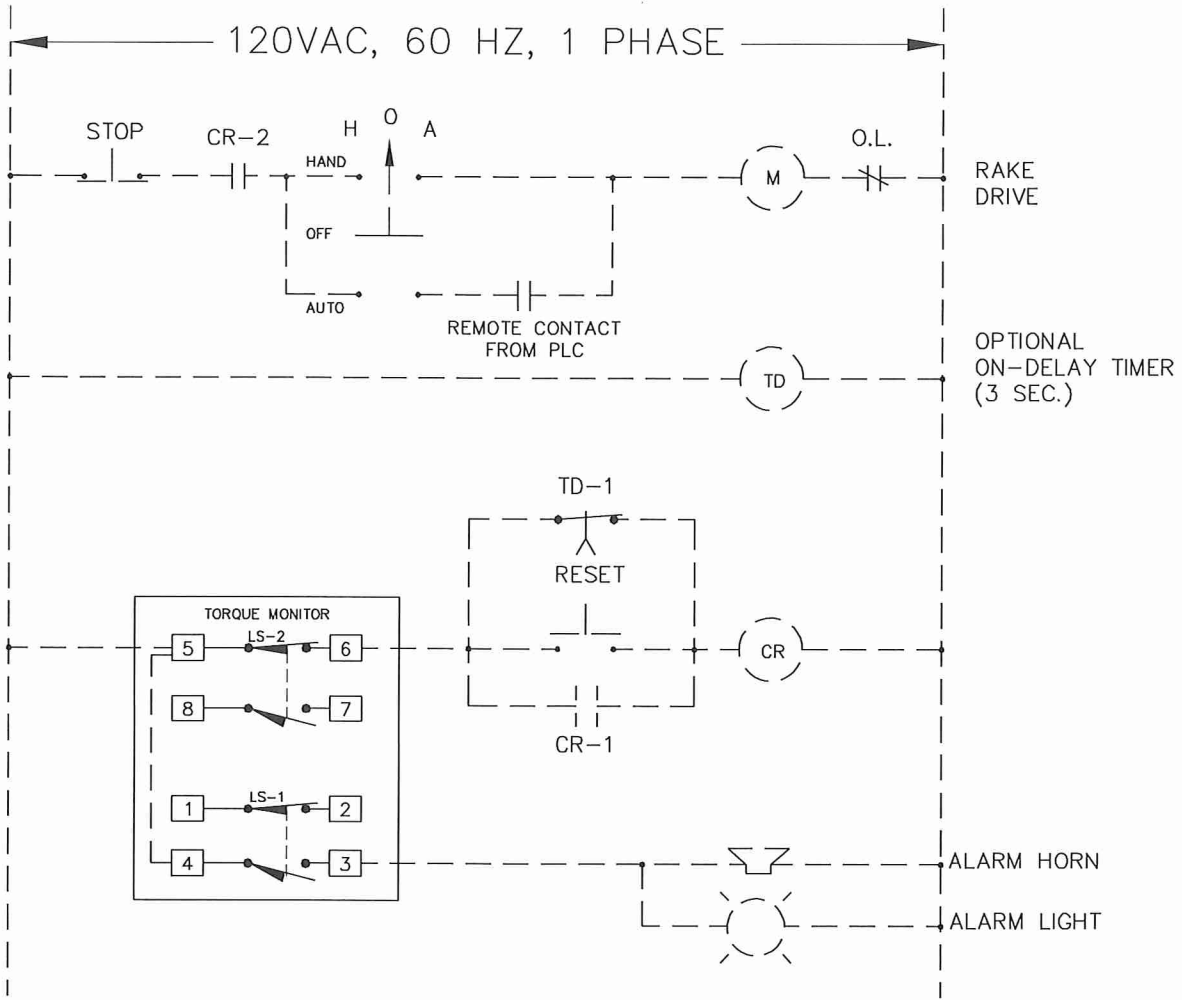 120VAC, 60 HZ, 1 PHASE
STOP
CR-2
H O A
HAND
OFF
AUTO
REMOTE CONTACT
FROM PLC
M
O.L.
RAKE
DRIVE
TD
OPTIONAL
ON-DELAY TIMER
(3 SEC.)
TD-1
RESET
TORQUE MONITOR
5
LS-2
6
8
7
CR
CR-1
1
LS-1
2
4
3
ALARM HORN
ALARM LIGHT